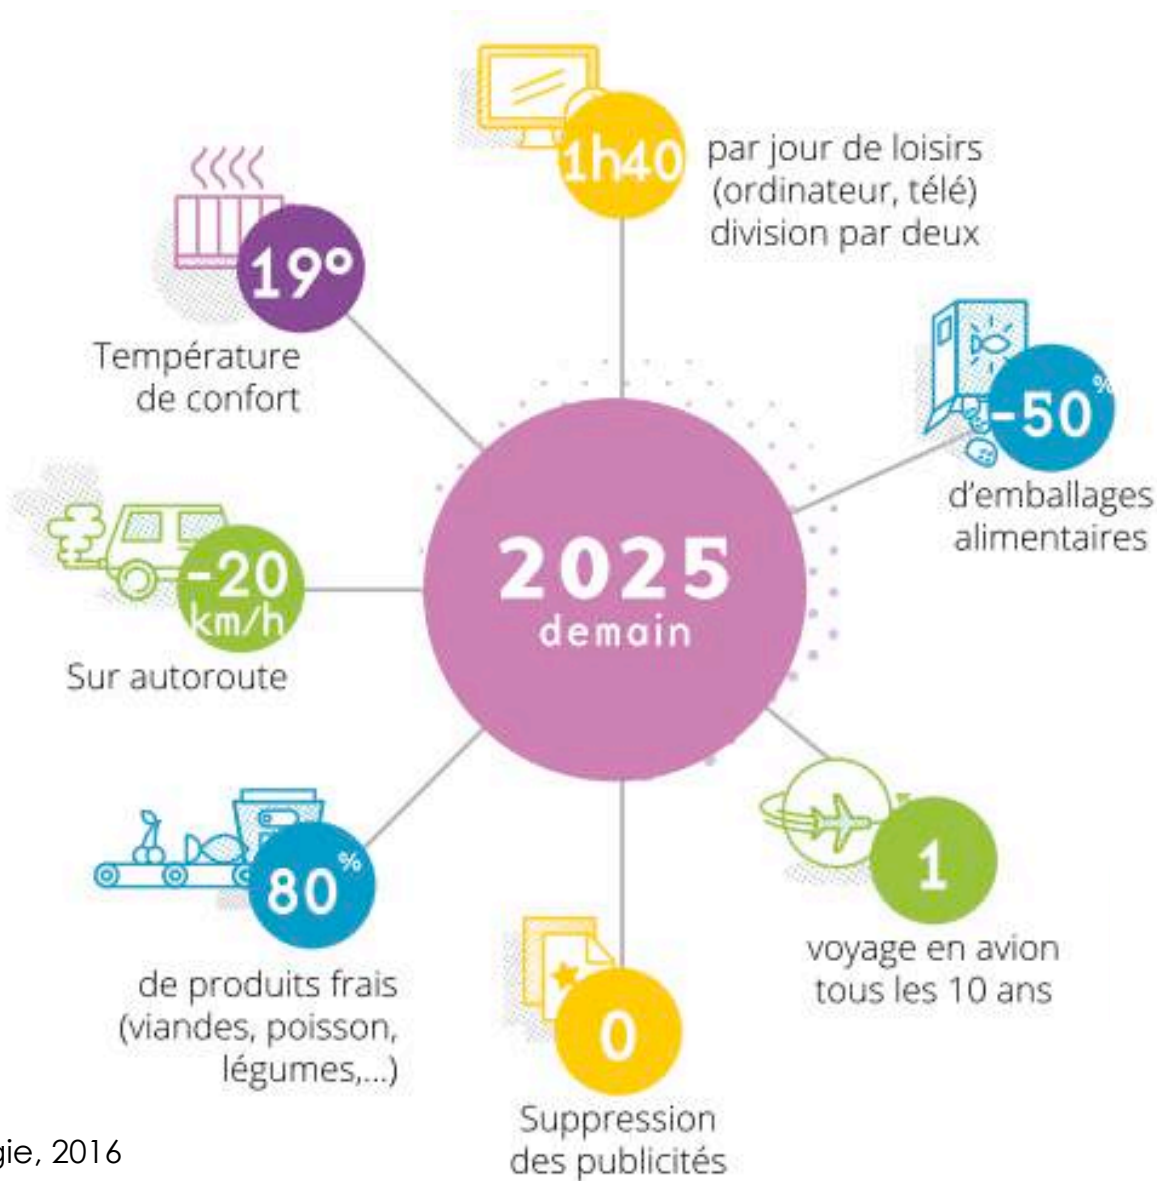 1h40
par jour de loisirs
(ordinateur, télé)
division par deux
19°
Température
de confort
-50%
d'emballages
alimentaires
-20
km/h
Sur autoroute
2025
demain
80%
de produits frais
(viandes, poisson,
légumes,...)
1
voyage en avion
tous les 10 ans
0
Suppression
des publicités
gie, 2016